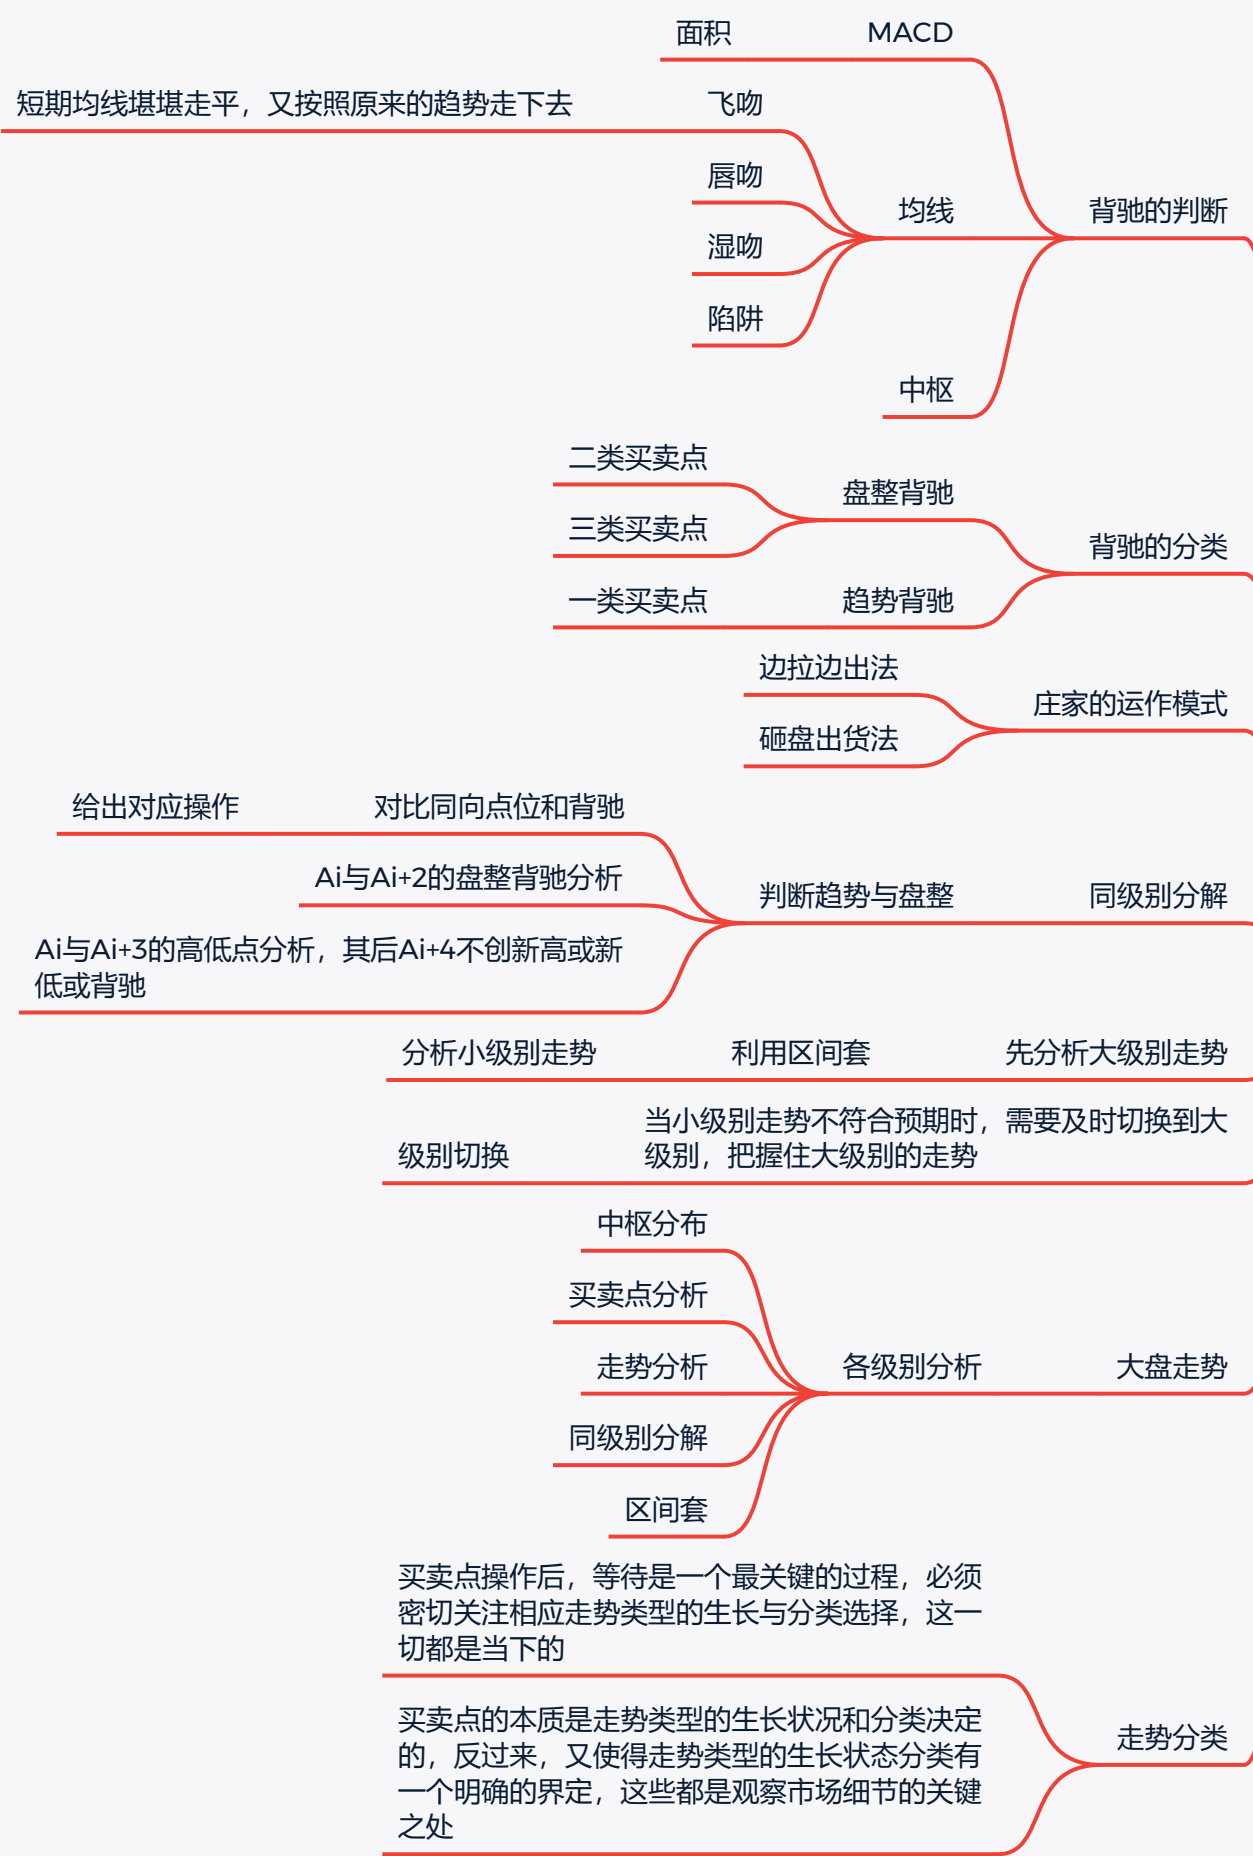 面积
MACD
短期均线堪堪走平，又按照原来的趋势走下去
飞吻
唇吻
均线
背驰的判断
湿吻
陷阱
中枢
二类买卖点
盘整背驰
三类买卖点
背驰的分类
一类买卖点
趋势背驰
边拉边出法
庄家的运作模式
砸盘出货法
给出对应操作
对比同向点位和背驰
Ai与Ai+2的盘整背驰分析
判断趋势与盘整
同级别分解
Ai与Ai+3的高低点分析，其后Ai+4不创新高或新
低或背驰
分析小级别走势
利用区间套
先分析大级别走势
当小级别走势不符合预期时，需要及时切换到大
级别，把握住大级别的走势
级别切换
中枢分布
买卖点分析
走势分析
各级别分析
大盘走势
同级别分解
区间套
买卖点操作后，等待是一个最关键的过程，必须
密切关注相应走势类型的生长与分类选择，这一
切都是当下的
买卖点的本质是走势类型的生长状况和分类决定
的，反过来，又使得走势类型的生长状态分类有
一个明确的界定，这些都是观察市场细节的关键
之处
走势分类